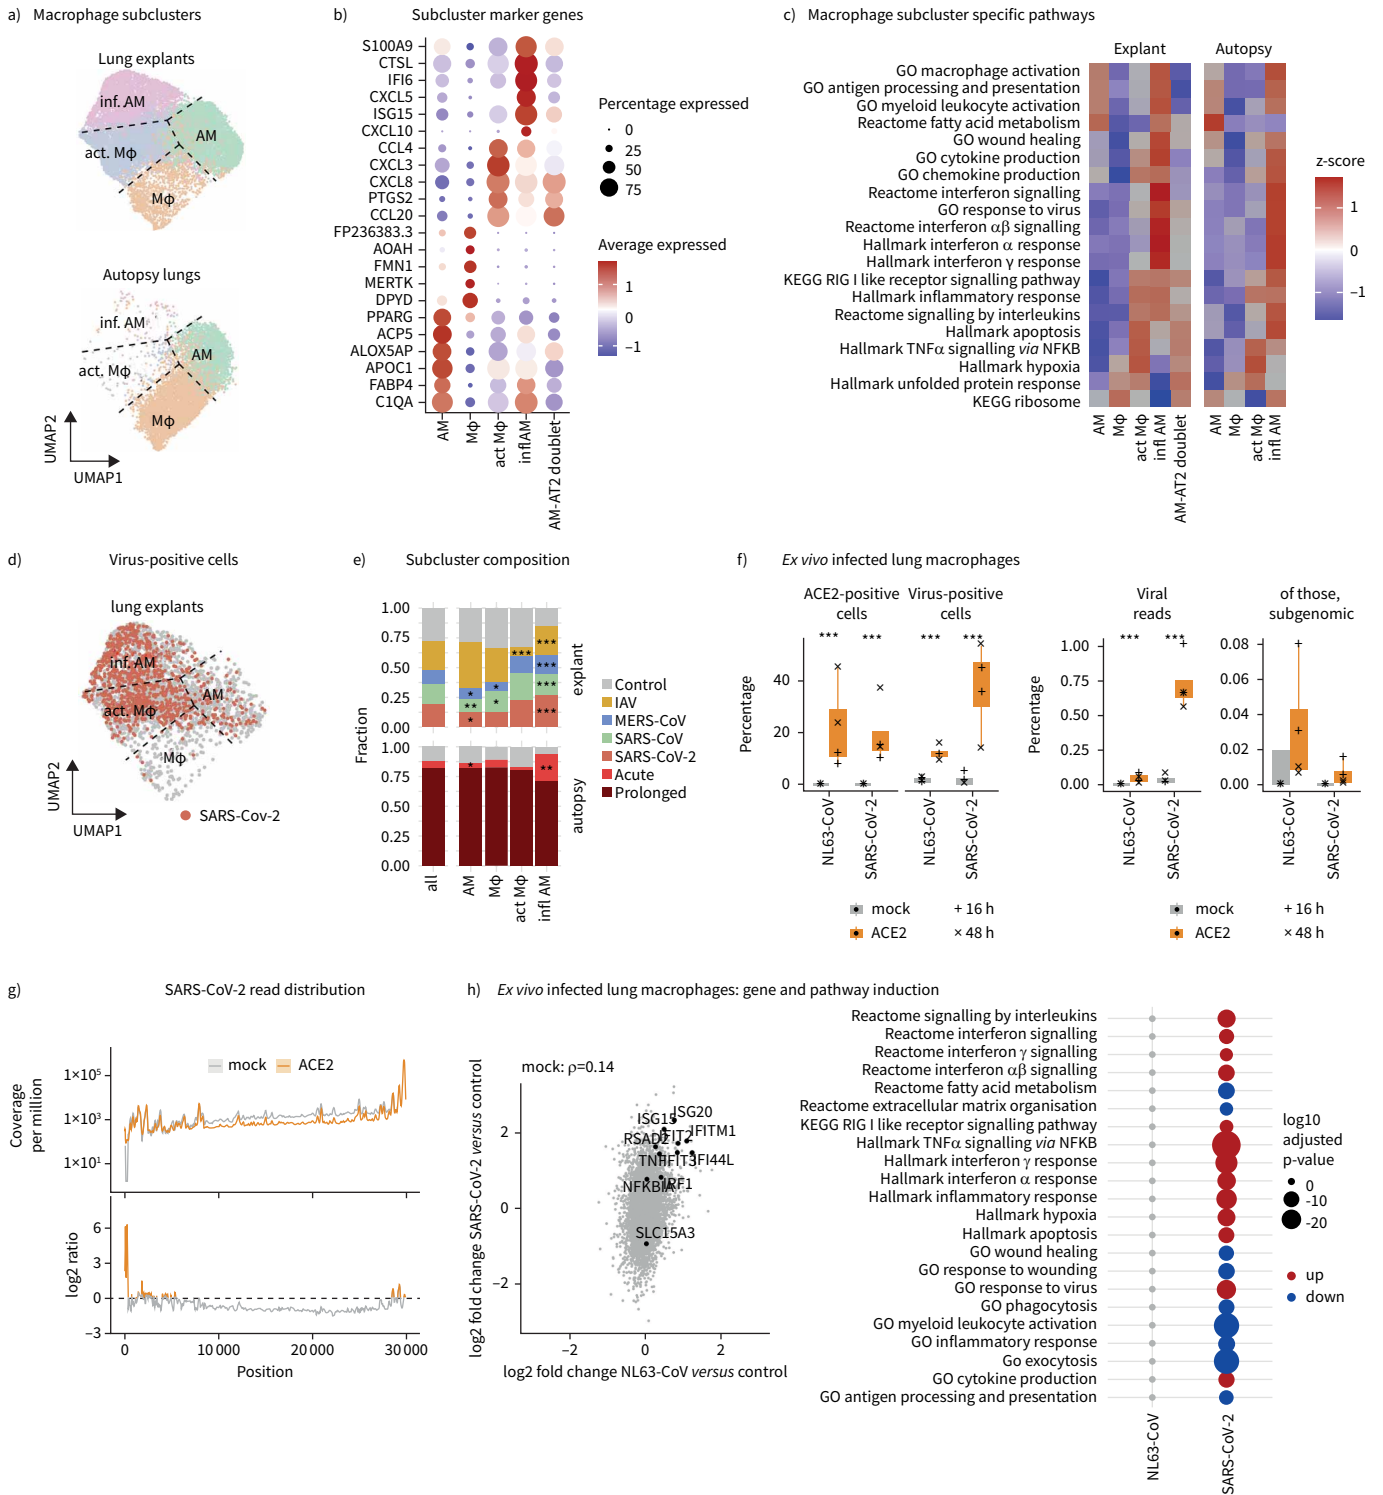 a) Macrophage subclusters
Lung explants
inf. AM
AM
act. Mϕ
Mϕ
Autopsy lungs
inf. AM
AM
act. Mϕ
Mϕ
UMAP2
UMAP1
b) Subcluster marker genes
S100A9
CTSL
IFI6
CXCL5
ISG15
CXCL10
CCL4
CXCL3
CXCL8
PTGS2
CCL20
FP236383.3
AOAH
FMN1
MERTK
DPYD
PPARG
ACP5
ALOX5AP
APOC1
FABP4
C1QA
AM
Mϕ
act Mϕ
inflAM
AM-AT2 doublet
Percentage expressed
0
25
50
75
Average expressed
1
0
−1
c) Macrophage subcluster specific pathways
Explant Autopsy
GO macrophage activation
GO antigen processing and presentation
GO myeloid leukocyte activation
Reactome fatty acid metabolism
GO wound healing
GO cytokine production
GO chemokine production
Reactome interferon signalling
GO response to virus
Reactome interferon αβ signalling
Hallmark interferon α response
Hallmark interferon γ response
KEGG RIG I like receptor signalling pathway
Hallmark inflammatory response
Reactome signalling by interleukins
Hallmark apoptosis
Hallmark TNFα signalling via NFKB
Hallmark hypoxia
Hallmark unfolded protein response
KEGG ribosome
AM
Mϕ
act Mϕ
infl AM
AM-AT2 doublet
AM
Mϕ
act Mϕ
infl AM
z-score
1
0
−1
d) Virus-positive cells
lung explants
inf. AM
AM
act. Mϕ
Mϕ
UMAP2
UMAP1
SARS-Cov-2
e) Subcluster composition
Fraction
1.00
0.75
0.50
0.25
0.00
1.00
0.75
0.50
0.25
0.00
***
***
***
***
***
*
**
*
*
*
*
**
explant
autopsy
all
AM
Mϕ
act Mϕ
infl AM
Control
IAV
MERS-CoV
SARS-CoV
SARS-CoV-2
Acute
Prolonged
f) Ex vivo infected lung macrophages
ACE2-positive cells
Virus-positive cells
Viral reads
of those, subgenomic
*** *** *** *** *** ***
Percentage
40
20
0
NL63-CoV
SARS-CoV-2
NL63-CoV
SARS-CoV-2
Percentage
1.00
0.75
0.50
0.25
0.00
NL63-CoV
SARS-CoV-2
0.08
0.06
0.04
0.02
0.00
NL63-CoV
SARS-CoV-2
mock + 16 h
ACE2 × 48 h
mock + 16 h
ACE2 × 48 h
g) SARS-CoV-2 read distribution
mock ACE2
Coverage per million
1×10⁵
1×10³
1×10¹
log2 ratio
6
3
0
−3
0 10 000 20 000 30 000
Position
h) Ex vivo infected lung macrophages: gene and pathway induction
mock: ρ=0.14
log2 fold change SARS-CoV-2 versus control
2
0
−2
ISG15
ISG20
RSAD2
IFIT2
IFITM1
TNF
IFIT3
IFI44L
NFKBIA
IRF1
SLC15A3
−2 0 2
log2 fold change NL63-CoV versus control
Reactome signalling by interleukins
Reactome interferon signalling
Reactome interferon γ signalling
Reactome interferon αβ signalling
Reactome fatty acid metabolism
Reactome extracellular matrix organisation
KEGG RIG I like receptor signalling pathway
Hallmark TNFα signalling via NFKB
Hallmark interferon γ response
Hallmark interferon α response
Hallmark inflammatory response
Hallmark hypoxia
Hallmark apoptosis
GO wound healing
GO response to wounding
GO response to virus
GO phagocytosis
GO myeloid leukocyte activation
GO inflammatory response
Go exocytosis
GO cytokine production
GO antigen processing and presentation
NL63-CoV
SARS-CoV-2
log10
adjusted
p-value
0
-10
-20
up
down